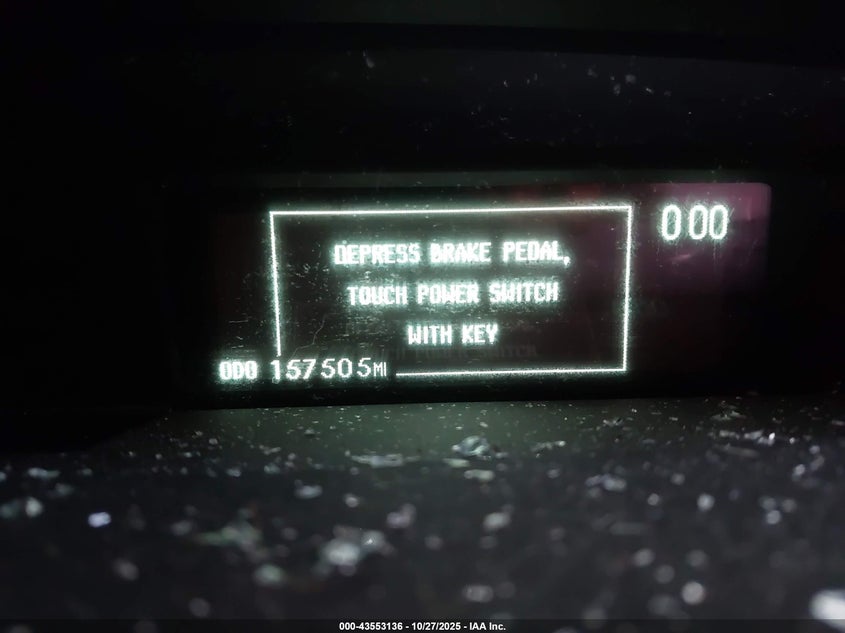 0:00
DEPRESS BRAKE PEDAL,
TOUCH POWER SWITCH
WITH KEY
ODO 157505MI
000-43553136 - 10/27/2025 - IAA Inc.